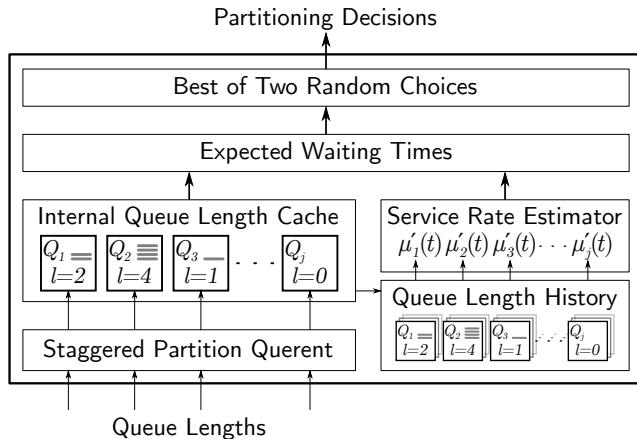 Partitioning Decisions
Best of Two Random Choices
Expected Waiting Times
Internal Queue Length Cache
Q₁ Q₂ Q₃ . . . Qⱼ
l=2 l=4 l=1 l=0
Staggered Partition Querent
Queue Lengths
Service Rate Estimator
μ′₁(t) μ′₂(t) μ′₃(t) · · · μ′ⱼ(t)
Queue Length History
Q₁ Q₂ Q₃ Qⱼ
l=2 l=4 l=1 l=0